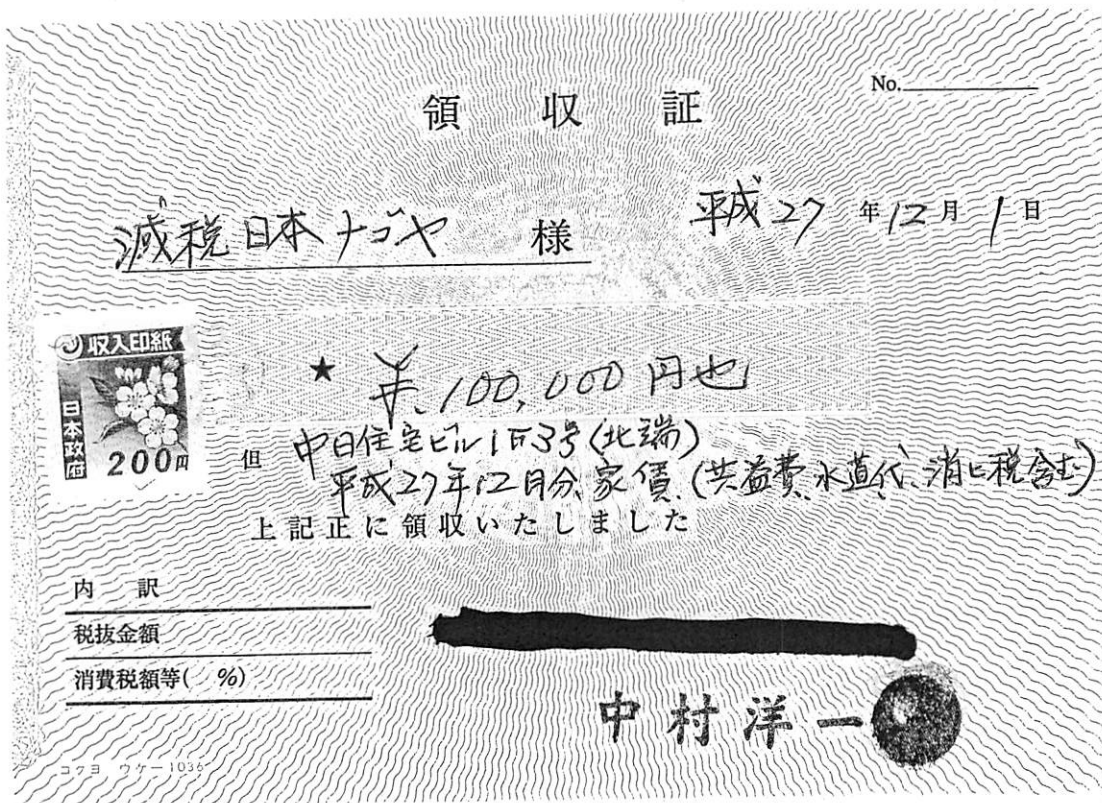 No.
領収証
減税日本ナゴヤ 様
平成27年12月1日
収入印紙
日本政府
200円
★ ¥.100,000円也
但 中日住宅ビル1F3号(北端)
平成27年12月分家賃(共益費、水道代、消ヒ税含む)
上記正に領収いたしました
内訳
税抜金額
消費税額等( %)
中村洋一
コクヨ ウケ-1036